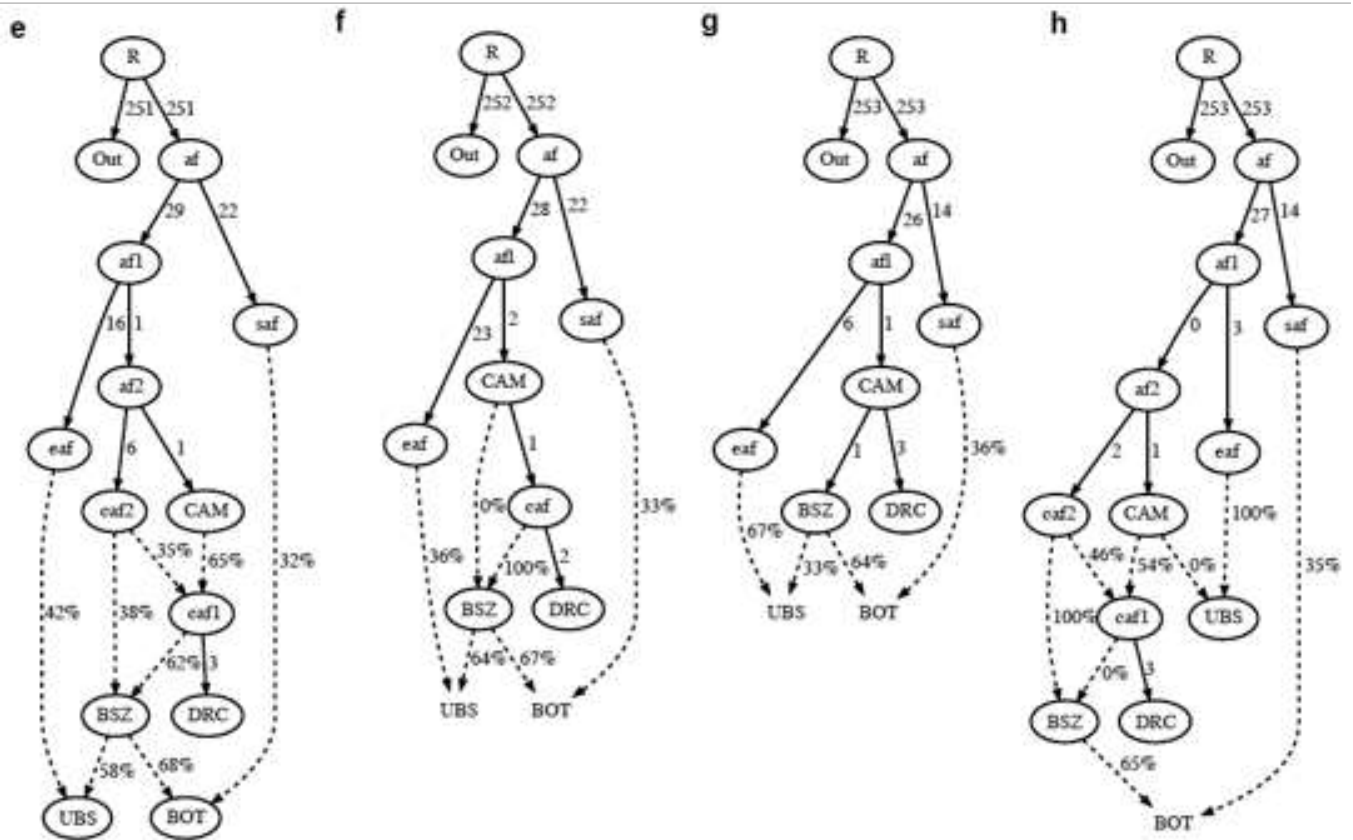 e
R
251 251
Out af
29 22
af1
16 1 saf
af2
eaf 6 1
eaf2 CAM
35% 65% 32%
42% 38% eaf1
62% 3
BSZ DRC
58% 68%
UBS BOT
f
R
252 252
Out af
28 22
af1
23 2 saf
CAM
eaf 1
0% eaf 33%
36% 100% 2
BSZ DRC
64% 67%
UBS BOT
g
R
253 253
Out af
26 14
af1
6 1 saf
CAM
eaf 1 3 36%
BSZ DRC
67% 33% 64%
UBS BOT
h
R
253 253
Out af
27 14
af1
0 3 saf
af2
2 1 eaf
eaf2 CAM 100%
46% 54% 0% 35%
100% eaf1 UBS
0% 3
BSZ DRC
65%
BOT